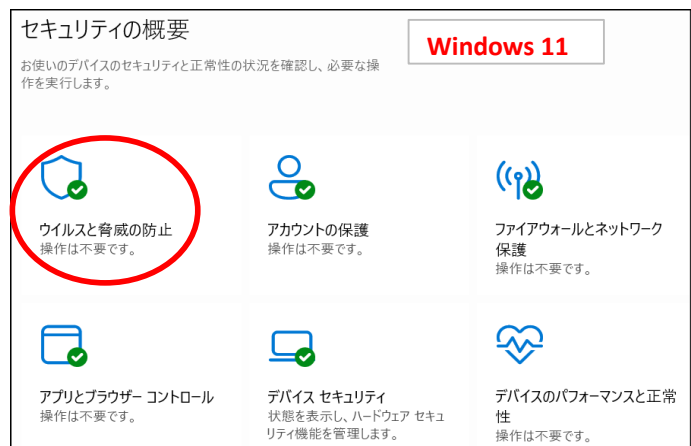 セキュリティの概要
Windows 11
お使いのデバイスのセキュリティと正常性の状況を確認し、必要な操
作を実行します。
ウイルスと脅威の防止
操作は不要です。
アカウントの保護
操作は不要です。
ファイアウォールとネットワーク
保護
操作は不要です。
アプリとブラウザー コントロール
操作は不要です。
デバイス セキュリティ
状態を表示し、ハードウェア セキュ
リティ機能を管理します。
デバイスのパフォーマンスと正常
性
操作は不要です。